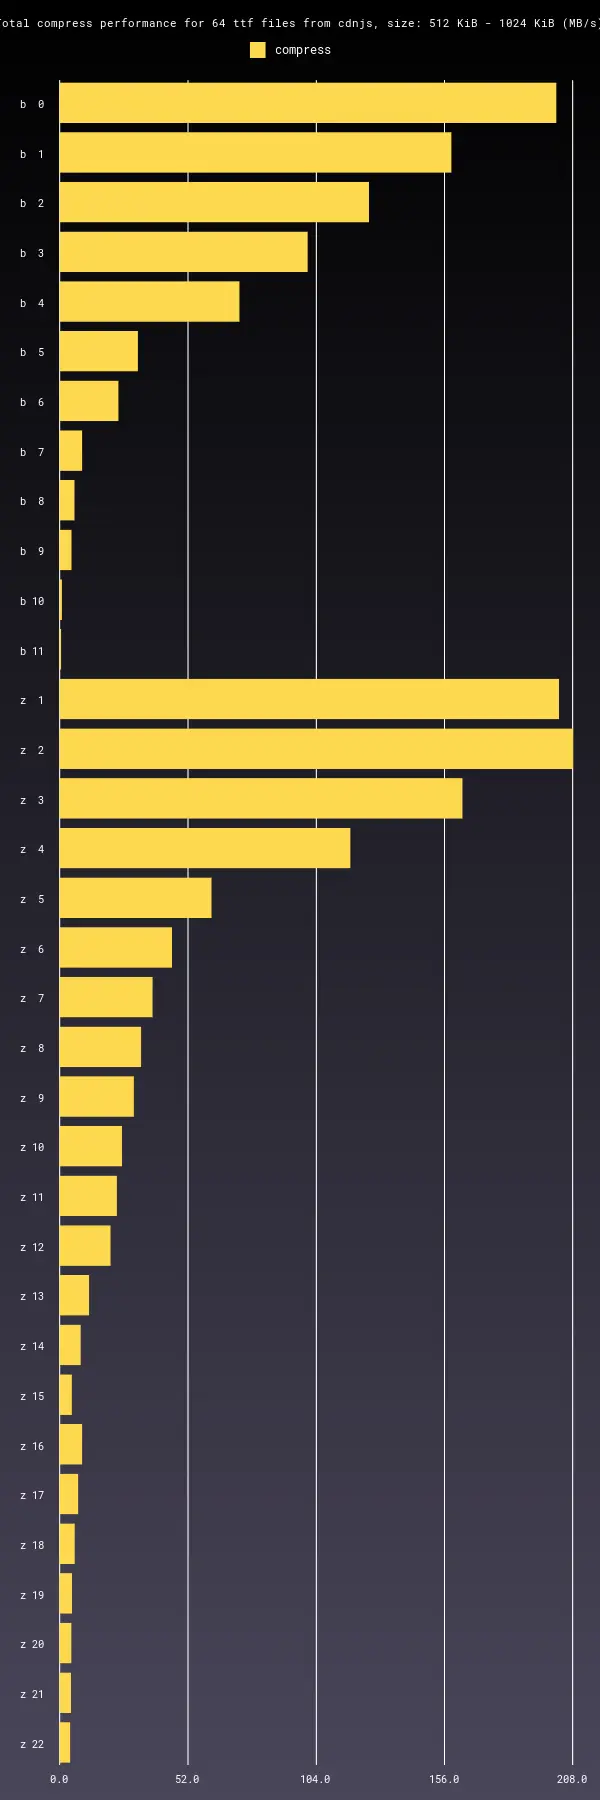 otal compress performance for 64 ttf files from cdnjs, size: 512 KiB - 1024 KiB (MB/s)
compress
b 0
b 1
b 2
b 3
b 4
b 5
b 6
b 7
b 8
b 9
b 10
b 11
z 1
z 2
z 3
z 4
z 5
z 6
z 7
z 8
z 9
z 10
z 11
z 12
z 13
z 14
z 15
z 16
z 17
z 18
z 19
z 20
z 21
z 22
0.0 52.0 104.0 156.0 208.0